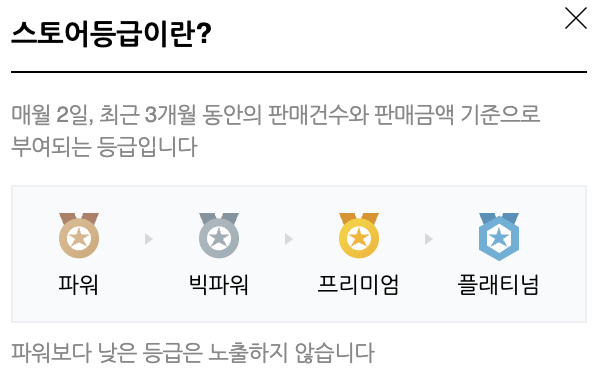 스토어등급이란?
매월 2일, 최근 3개월 동안의 판매건수와 판매금액 기준으로
부여되는 등급입니다
파워 빅파워 프리미엄 플래티넘
파워보다 낮은 등급은 노출하지 않습니다